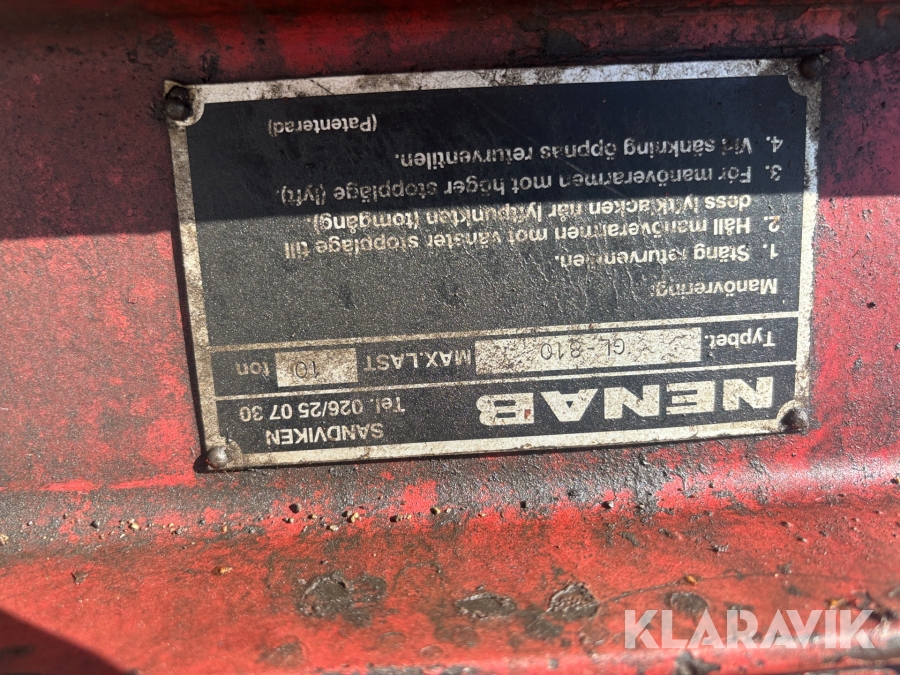 NENAB
SANDVIKEN
Tel. 026/25 07 30
Typbet. GL-810 MAX.LAST 10 ton
Manövrering:
1. Stäng returventilen.
2. Håll manöverarmen mot vänster stoppläge till
dess lyftklacken når lyftpunkten (tomgång).
3. För manöverarmen mot höger stoppläge (lyft).
4. Vid sänkning öppnas returventilen.
(Patenterad)
KLARAVIK
KLARAVIK